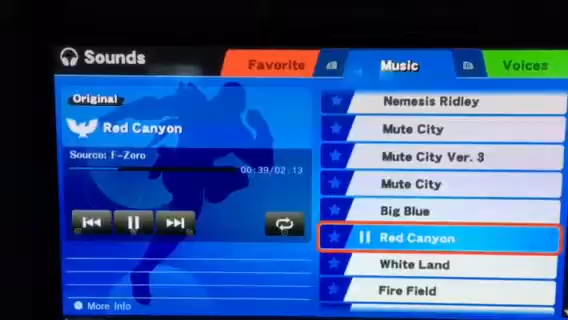 Sounds
Favorite
Music
Voices
Original
Red Canyon
Source: F-Zero
00:39/02.13
More Info
Nemesis Ridley
Mute City
Mute City Ver. 3
Mute City
Big Blue
Red Canyon
White Land
Fire Field